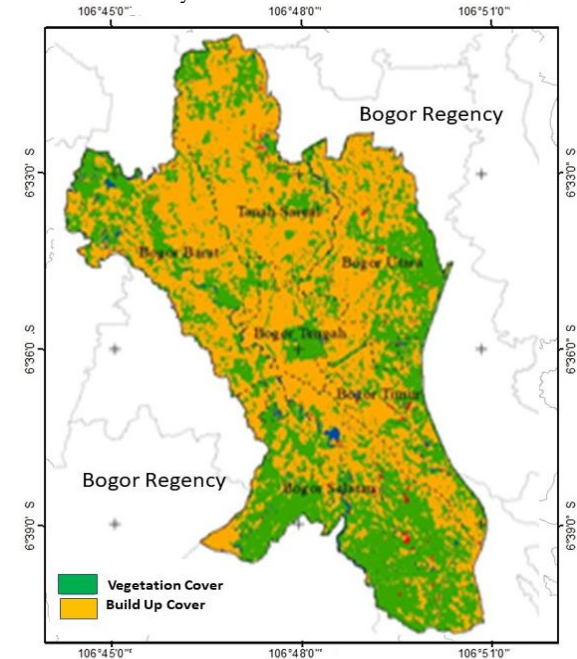 106°45'0"
106°48'0"
106°51'0"
Bogor Regency
6°33'0" S
6°33'0" S
Tanah Sareal
Bogor Barat
Bogor Utara
6°36'0" S
Bogor Tengah
6°36'0" S
Bogor Timur
Bogor Regency
Bogor Selatan
6°39'0" S
6°39'0" S
Vegetation Cover
Build Up Cover
106°45'0"
106°48'0"
106°51'0"